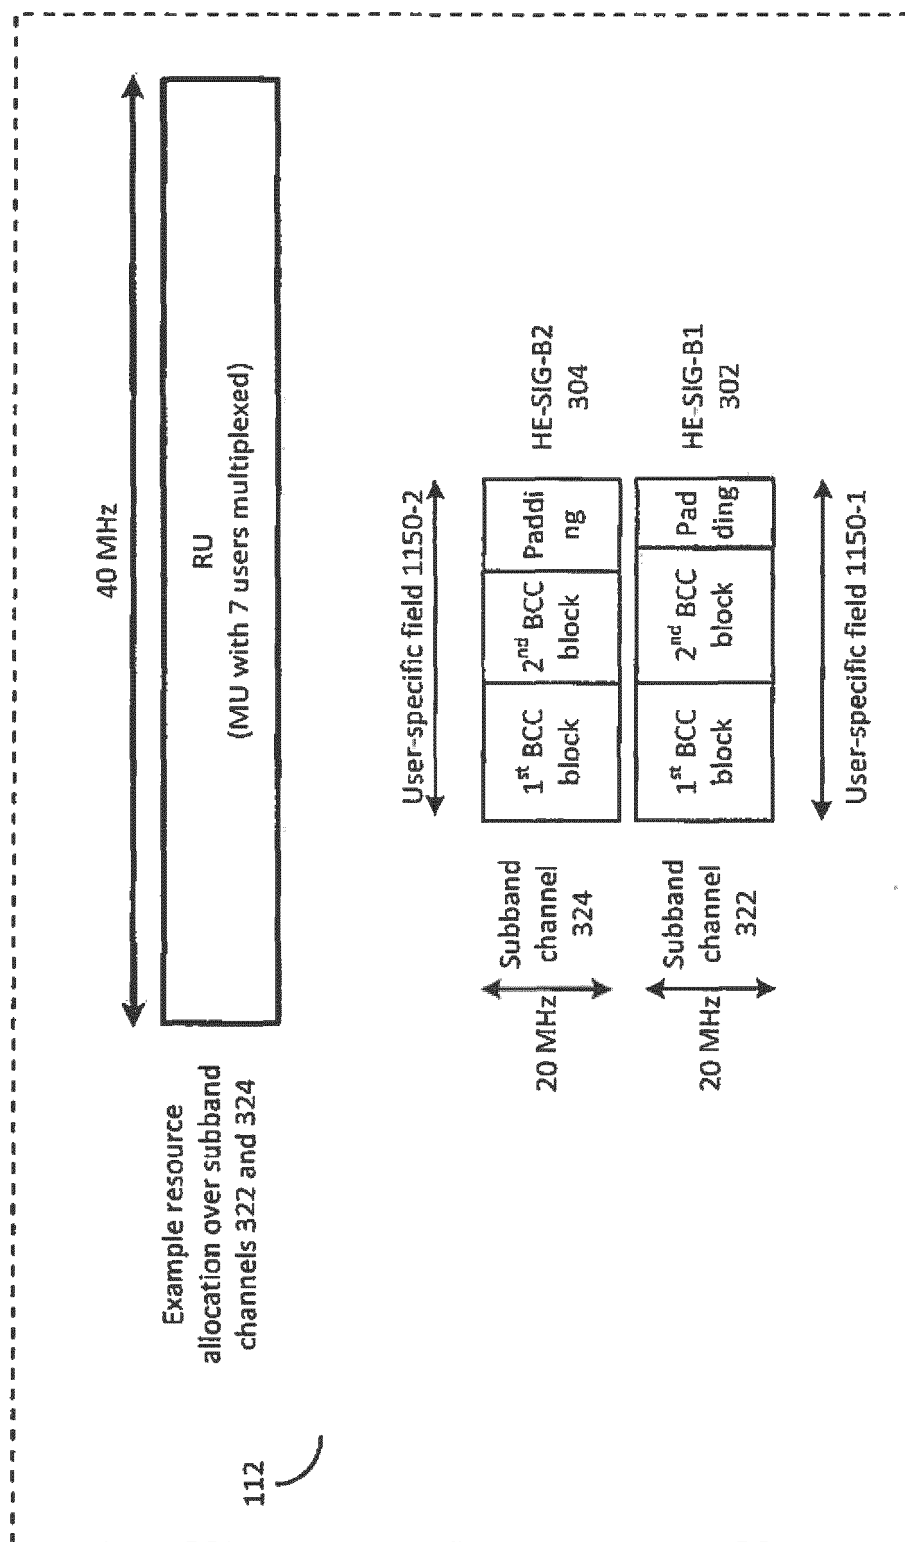 112
Example resource
allocation over subband
channels 322 and 324
40 MHz
RU
(MU with 7 users multiplexed)
User-specific field 1150-2
20 MHz
Subband
channel
324
1st BCC
block
2nd BCC
block
Paddi
ng
HE-SIG-B2
304
20 MHz
Subband
channel
322
1st BCC
block
2nd BCC
block
Pad
ding
HE-SIG-B1
302
User-specific field 1150-1